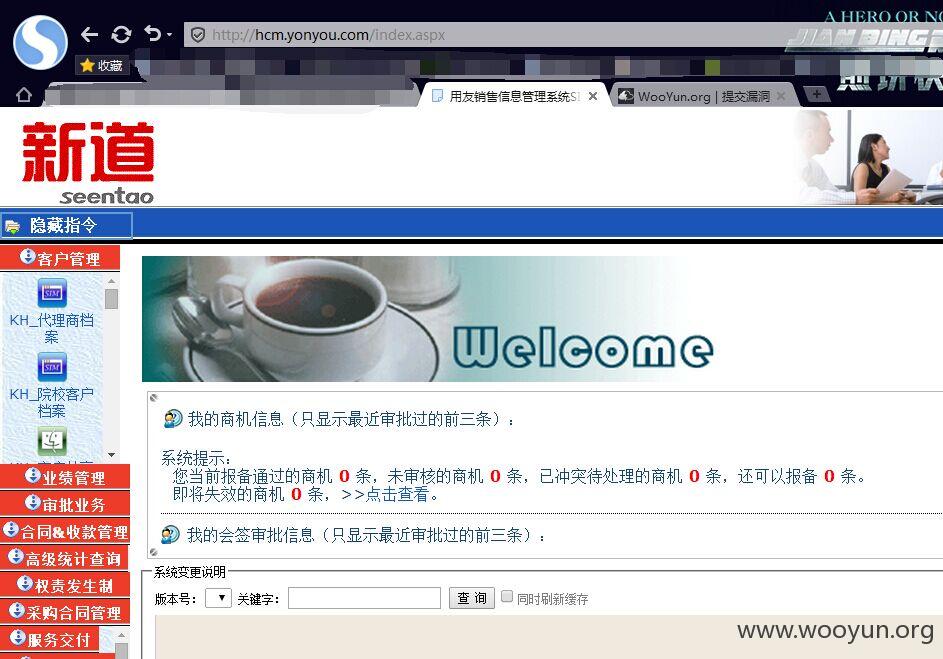 A HERO OR NO
JIAN BING
http://hcm.yonyou.com/index.aspx
收藏
用友销售信息管理系统SI
WooYun.org | 提交漏洞
新道
seentao
隐藏指令
客户管理
KH_代理商档
案
KH_院校客户
档案
业绩管理
审批业务
合同&收款管理
高级统计查询
权责发生制
采购合同管理
服务交付
Welcome
我的商机信息（只显示最近审批过的前三条）：
系统提示：
您当前报备通过的商机 0 条，未审核的商机 0 条，已冲突待处理的商机 0 条，还可以报备 0 条。
即将失效的商机 0 条，>>点击查看。
我的会签审批信息（只显示最近审批过的前三条）：
系统变更说明
版本号： 关键字： 查 询 同时刷新缓存
www.wooyun.org